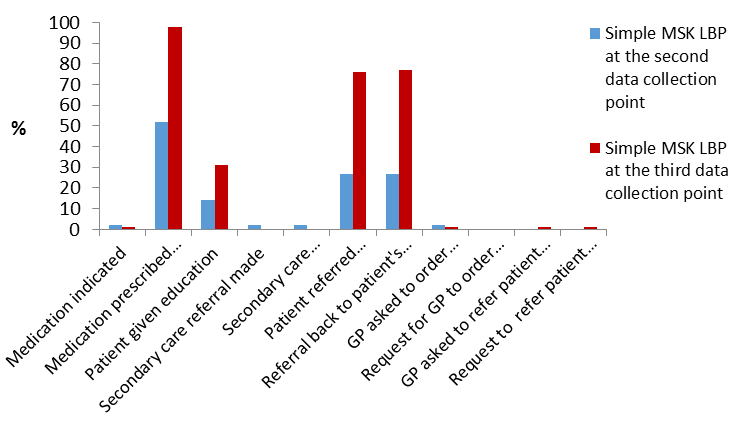 100
90
80
70
60
50
40
30
20
10
0
%
Medication indicated
Medication prescribed...
Patient given education
Secondary care referral made
Secondary care...
Patient referred...
Referral back to patient's...
GP asked to order...
Request for GP to order...
GP asked to refer patient...
Request to refer patient...
Simple MSK LBP
at the second
data collection
point
Simple MSK LBP
at the third data
collection point